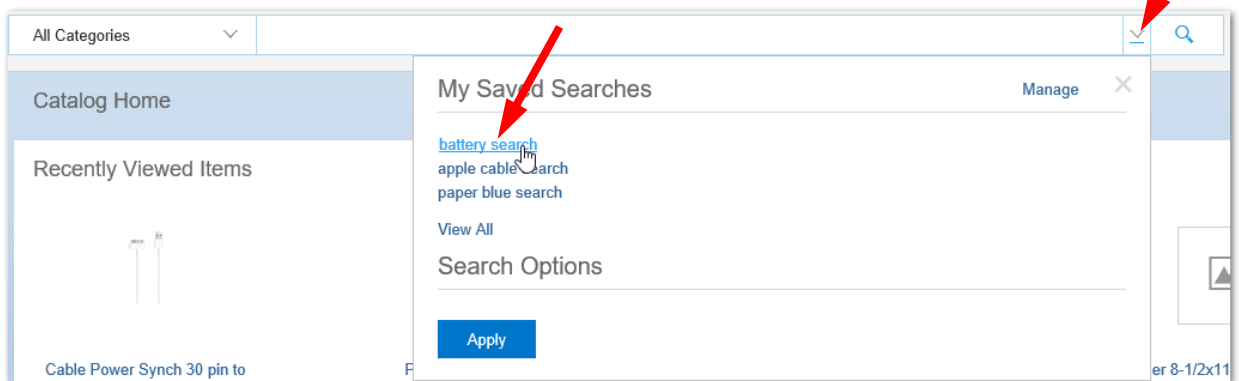 All Categories
My Saved Searches
Manage
Catalog Home
battery search
apple cable search
Recently Viewed Items
paper blue search
View All
Search Options
Apply
Cable Power Synch 30 pin to
8-1/2x11